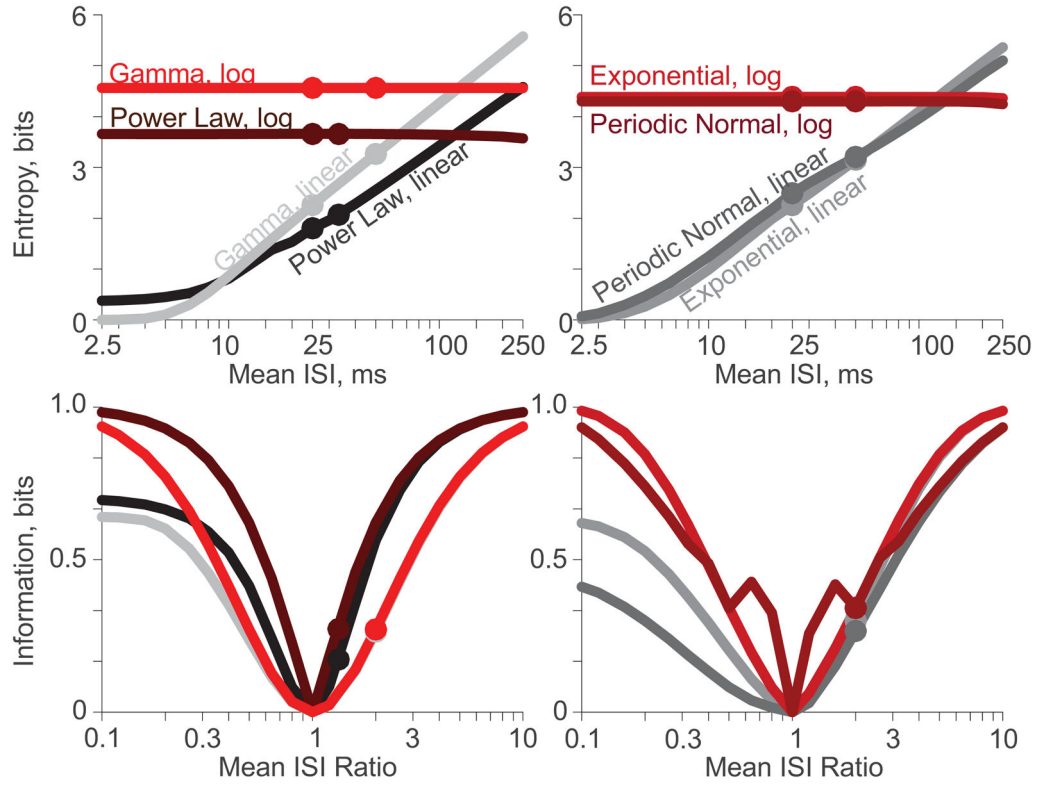 6
Gamma, log
Power Law, log
Gamma, linear
Power Law, linear
3
0
Entropy, bits
2.5 10 25 100 250
Mean ISI, ms
6
Exponential, log
Periodic Normal, log
Periodic Normal, linear
Exponential, linear
3
0
2.5 10 25 100 250
Mean ISI, ms
1.0
0.5
0
Information, bits
0.1 0.3 1 3 10
Mean ISI Ratio
1.0
0.5
0
0.1 0.3 1 3 10
Mean ISI Ratio